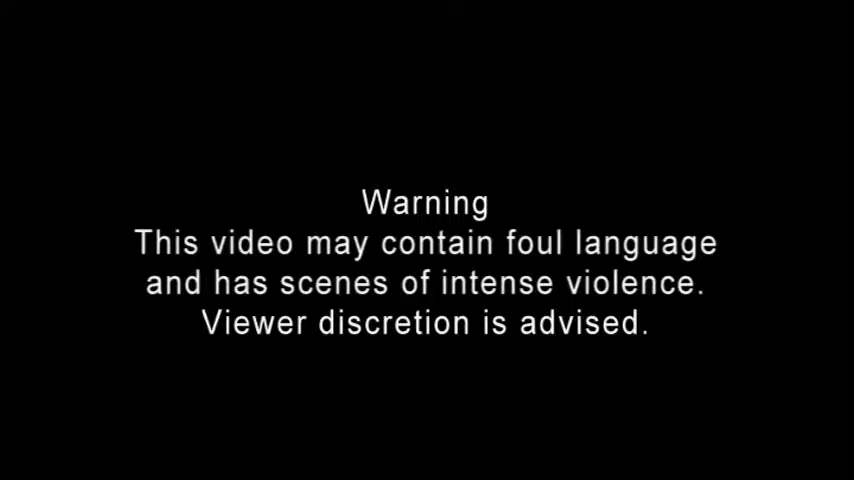 Warning
This video may contain foul language
and has scenes of intense violence.
Viewer discretion is advised.